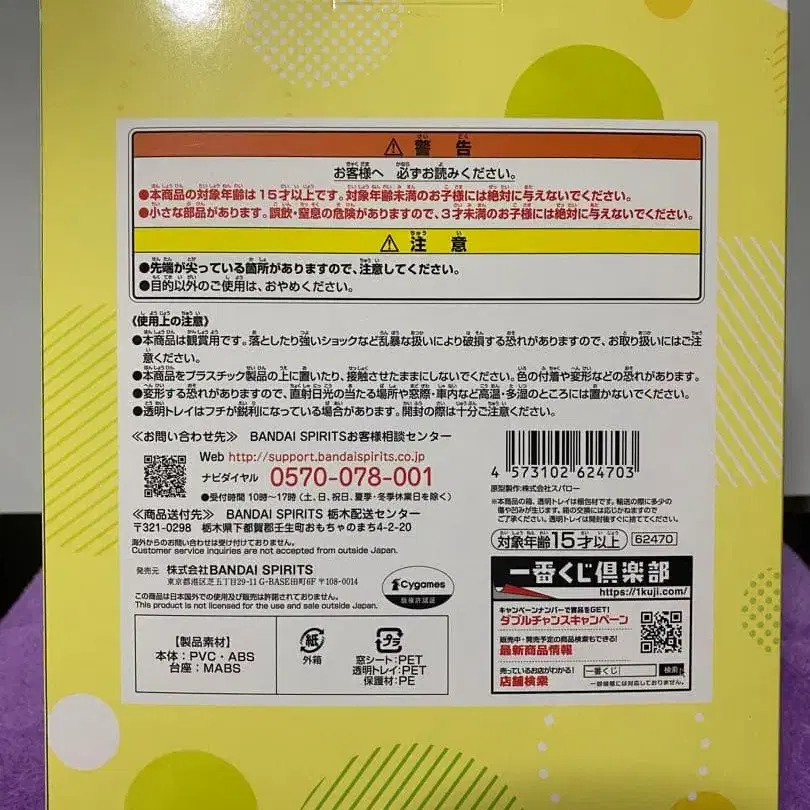 ⚠警告
お客様へ 必ずお読みください。
●本商品の対象年齢は15才以上です。対象年齢未満のお子様には絶対に与えないでください。
●小さな部品があります。誤飲・窒息の危険がありますので、3才未満のお子様には絶対に与えないでください。
⚠注意
●先端が尖っている箇所がありますので、注意してください。
●目的以外のご使用は、おやめください。
《使用上の注意》
●本商品は観賞用です。落としたり強いショックなど乱暴な扱いにより破損する恐れがありますので、お取り扱いにはご注
意ください。
●本商品をプラスチック製品の上に置いたり、接触させたままにしないでください。色の付着や変形などの恐れがあります。
●変形する恐れがありますので、直射日光の当たる場所や窓際・車内など高温・多湿のところには置かないでください。
●透明トレイはフチが鋭利になっている場合があります。開封の際は十分ご注意ください。
≪お問い合わせ先≫ BANDAI SPIRITSお客様相談センター
Web http://support.bandaispirits.co.jp
ナビダイヤル 0570-078-001
●受付時間 10時〜17時(土、日、祝日、夏季・冬季休業日を除く)
≪商品送付先≫ BANDAI SPIRITS 栃木配送センター
〒321-0298 栃木県下都賀郡壬生町おもちゃのまち4-2-20
海外からのお問い合わせは受け付けておりません。
Customer service inquiries are not accepted from outside Japan.
発売元 株式会社BANDAI SPIRITS
東京都港区芝五丁目29-11 G-BASE田町6F 〒108-0014
この商品は日本国外での使用及び販売は許諾されておりません。
This product is not licensed for the use and sale outside Japan.
Cygames
版権許諾証
4 573102 624703
原型製作:株式会社スパロー
※本商品の箱、透明トレイは梱包材です。輸送の際に多少の
傷や凹みが生じます。箱の交換には応じかねますので
ご了承ください。透明トレイは開封後すぐに捨ててください。
対象年齢15才以上
62470
一番くじ倶楽部
https://1kuji.com/
キャンペーンナンバーで賞品をGET!
ダブルチャンスキャンペーン
販売中・発売予定の商品検索もできる!
最新商品情報
売っているお店がわかる!
店舗検索
一番くじ
検索
一部機種には対応しておりません。
【製品素材】
本体:PVC・ABS
台座:MABS
紙
外箱
プラ
窓シート:PET
透明トレイ:PET
保護材:PE